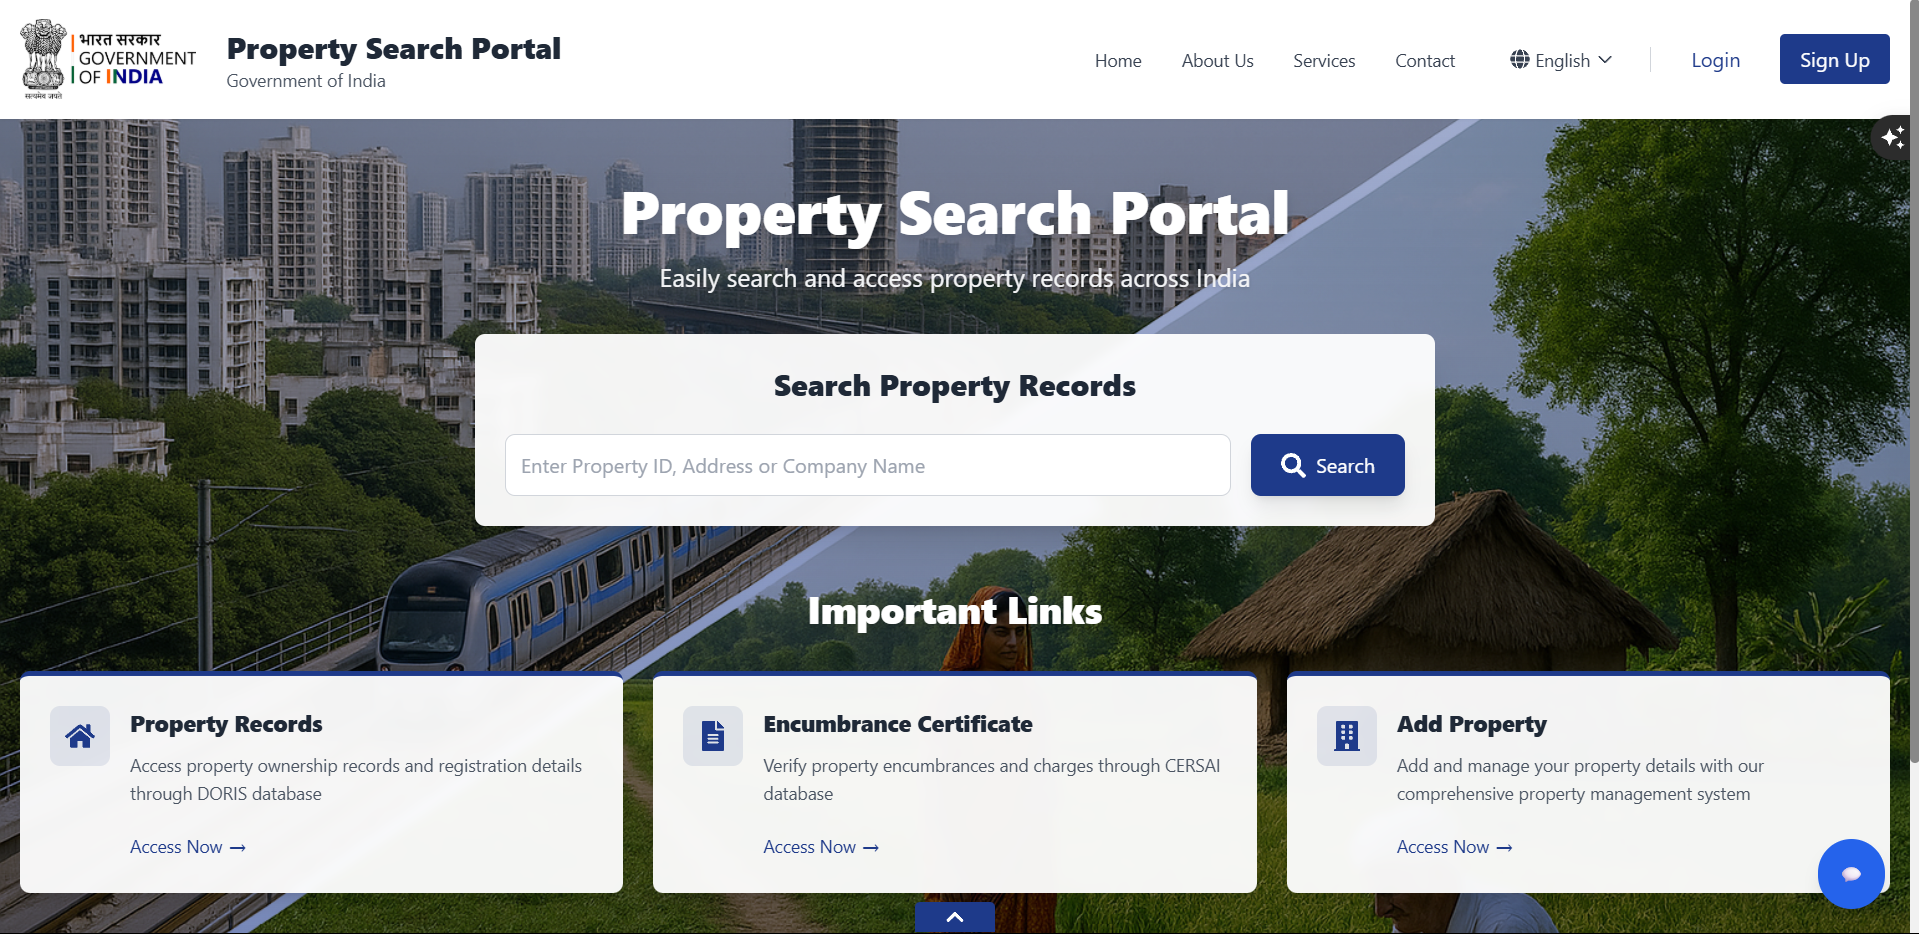 भारत सरकार
GOVERNMENT
OF INDIA
सत्यमेव जयते
Property Search Portal
Government of India
Home
About Us
Services
Contact
English
Login
Sign Up
Property Search Portal
Easily search and access property records across India
Search Property Records
Enter Property ID, Address or Company Name
Search
Important Links
Property Records
Access property ownership records and registration details
through DORIS database
Access Now →
Encumbrance Certificate
Verify property encumbrances and charges through CERSAI
database
Access Now →
Add Property
Add and manage your property details with our
comprehensive property management system
Access Now →